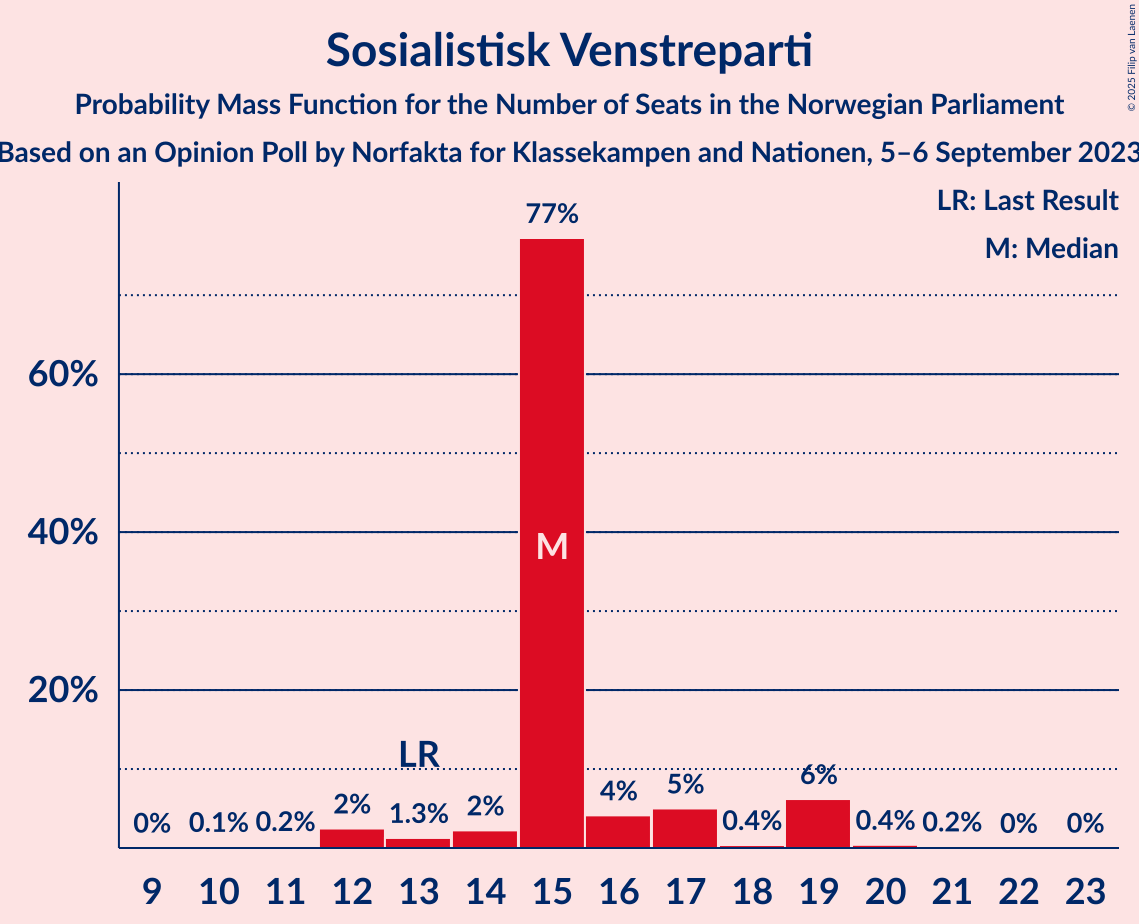 Sosialistisk Venstreparti
Probability Mass Function for the Number of Seats in the Norwegian Parliament
Based on an Opinion Poll by Norfakta for Klassekampen and Nationen, 5–6 September 2023
© 2025 Filip van Laenen
LR: Last Result
M: Median
77%
60%
40%
M
20%
LR
0% 0.1% 0.2% 2% 1.3% 2% 4% 5% 0.4% 6% 0.4% 0.2% 0% 0%
9 10 11 12 13 14 15 16 17 18 19 20 21 22 23